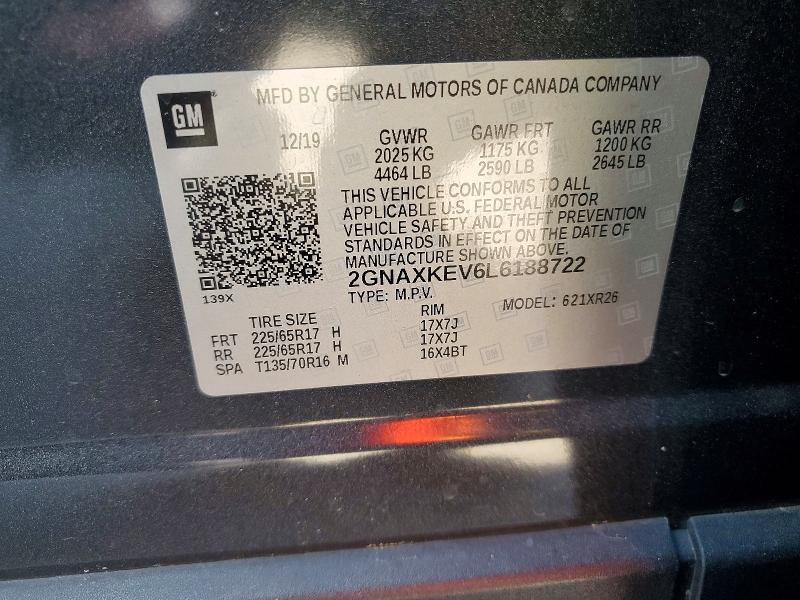 GM
MFD BY GENERAL MOTORS OF CANADA COMPANY
12/19 GVWR GAWR FRT GAWR RR
2025 KG 1175 KG 1200 KG
4464 LB 2590 LB 2645 LB
THIS VEHICLE CONFORMS TO ALL
APPLICABLE U.S. FEDERAL MOTOR
VEHICLE SAFETY AND THEFT PREVENTION
STANDARDS IN EFFECT ON THE DATE OF
MANUFACTURE SHOWN ABOVE.
2GNAXKEV6L6188722
139X
TYPE: M.P.V. MODEL: 621XR26
TIRE SIZE RIM
FRT 225/65R17 H 17X7J
RR 225/65R17 H 17X7J
SPA T135/70R16 M 16X4BT